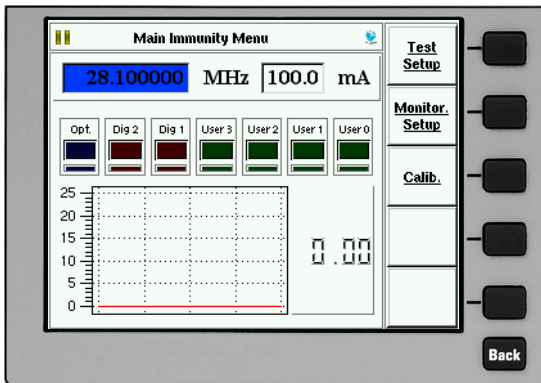 Main Immunity Menu
28.100000 MHz 100.0 mA
Opt. Dig 2 Dig 1 User 3 User 2 User 1 User 0
25
20
15
10
5
0
0.00
Test
Setup
Monitor.
Setup
Calib.
Back